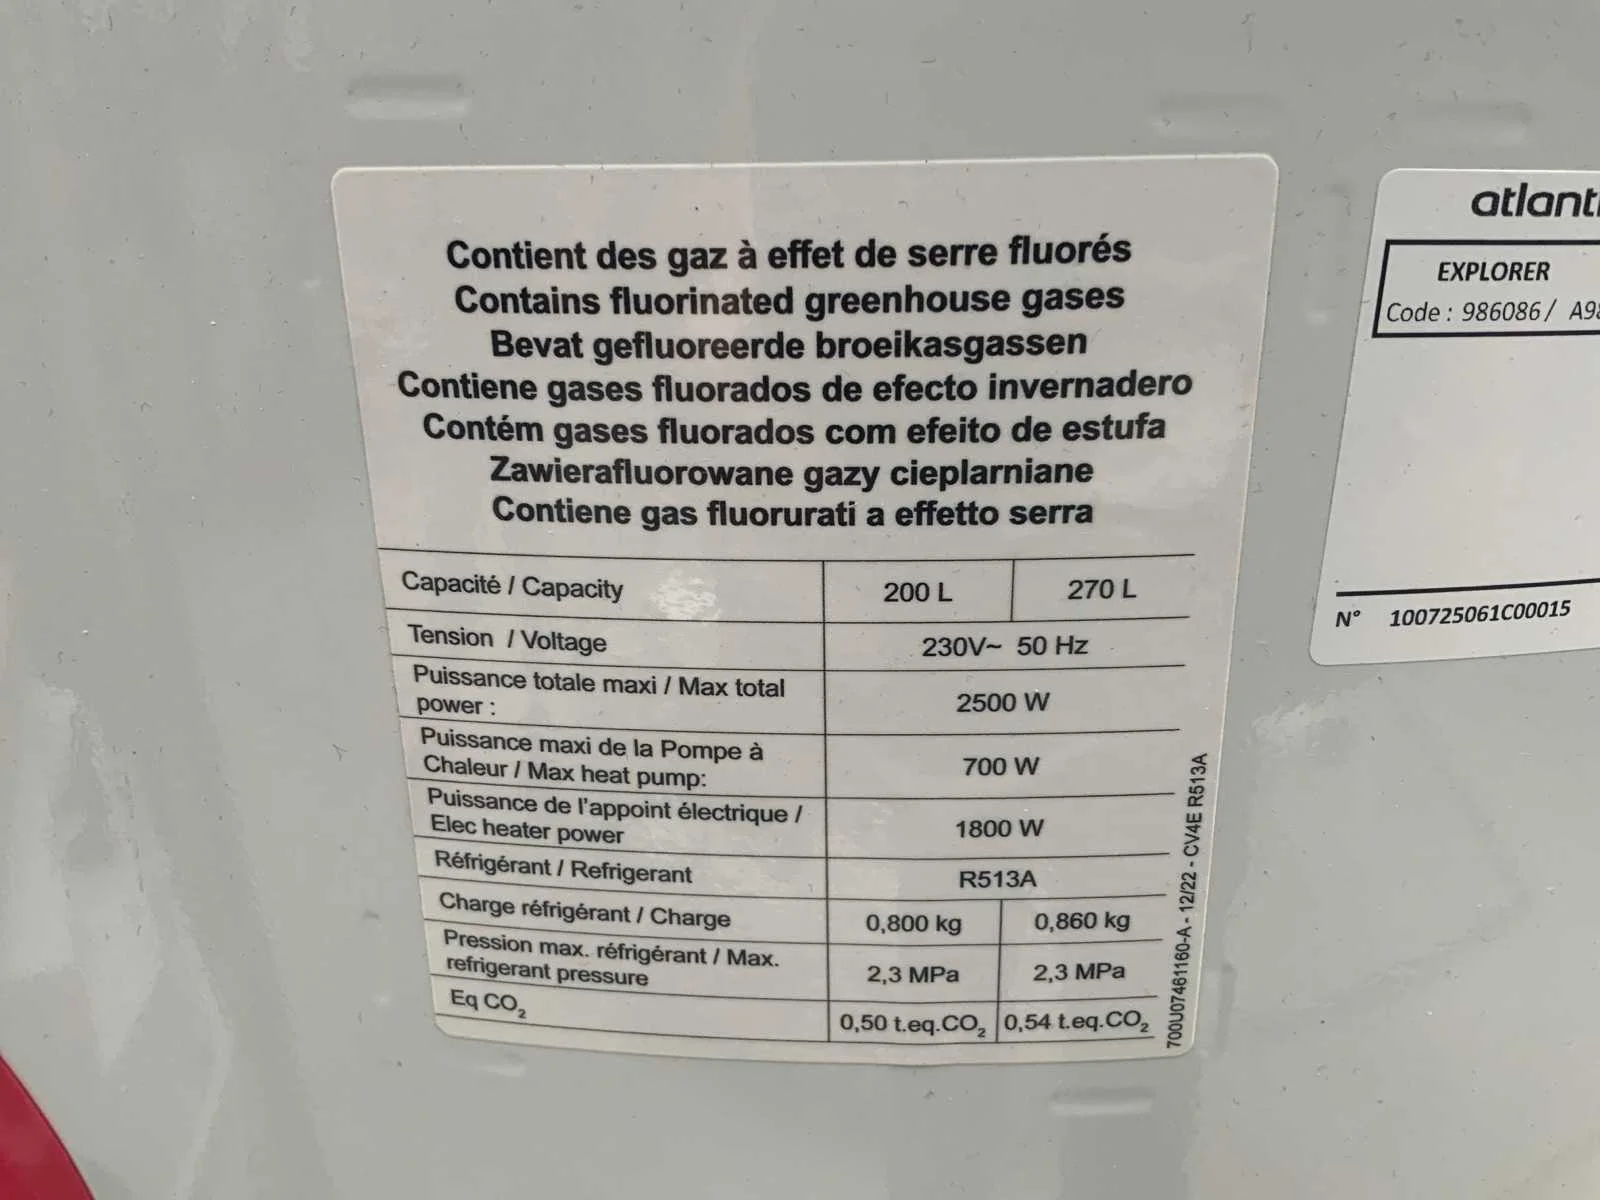 Contient des gaz à effet de serre fluorés
Contains fluorinated greenhouse gases
Bevat gefluoreerde broeikasgassen
Contiene gases fluorados de efecto invernadero
Contém gases fluorados com efeito de estufa
Zawierafluorowane gazy cieplarniane
Contiene gas fluorurati a effetto serra
Capacité / Capacity 200 L 270 L
Tension / Voltage 230V~ 50 Hz
Puissance totale maxi / Max total
power : 2500 W
Puissance maxi de la Pompe à
Chaleur / Max heat pump: 700 W
Puissance de l'appoint électrique /
Elec heater power 1800 W
Réfrigérant / Refrigerant R513A
Charge réfrigérant / Charge 0,800 kg 0,860 kg
Pression max. réfrigérant / Max.
refrigerant pressure 2,3 MPa 2,3 MPa
Eq CO₂ 0,50 t.eq.CO₂ 0,54 t.eq.CO₂
700U07461160-A - 12/22 - CV4E R513A
atlanti
EXPLORER
Code : 986086 / A98
N° 100725061C00015